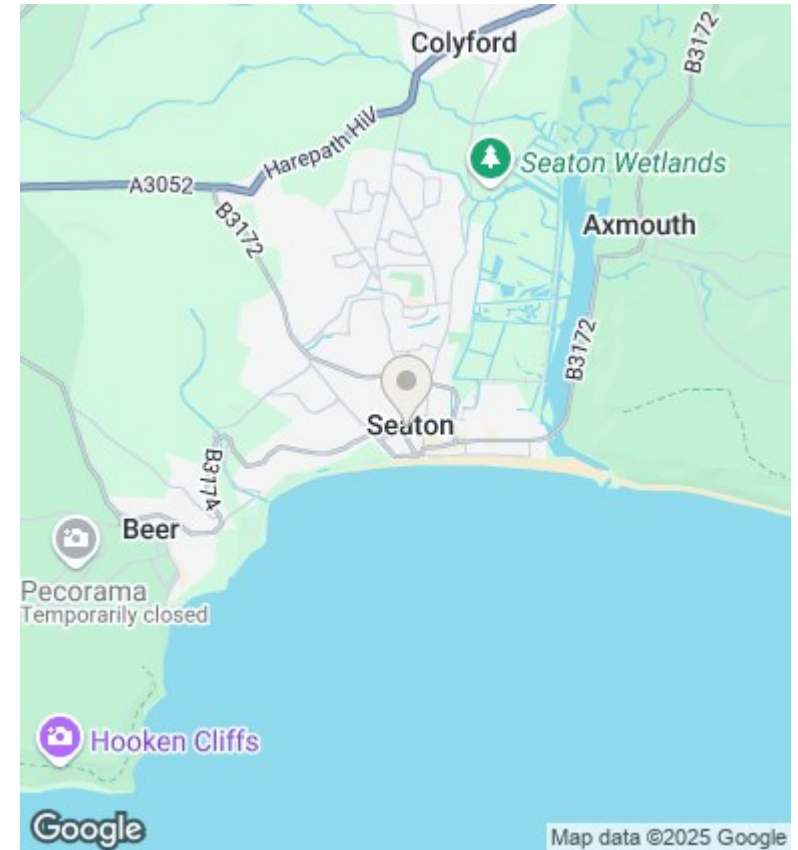 Colyford
B3172
Harepath Hill
Seaton Wetlands
A3052
B3172
Axmouth
B3172
Seaton
B3174
Beer
Pecorama
Temporarily closed
Hooken Cliffs
Google
Map data ©2025 Google